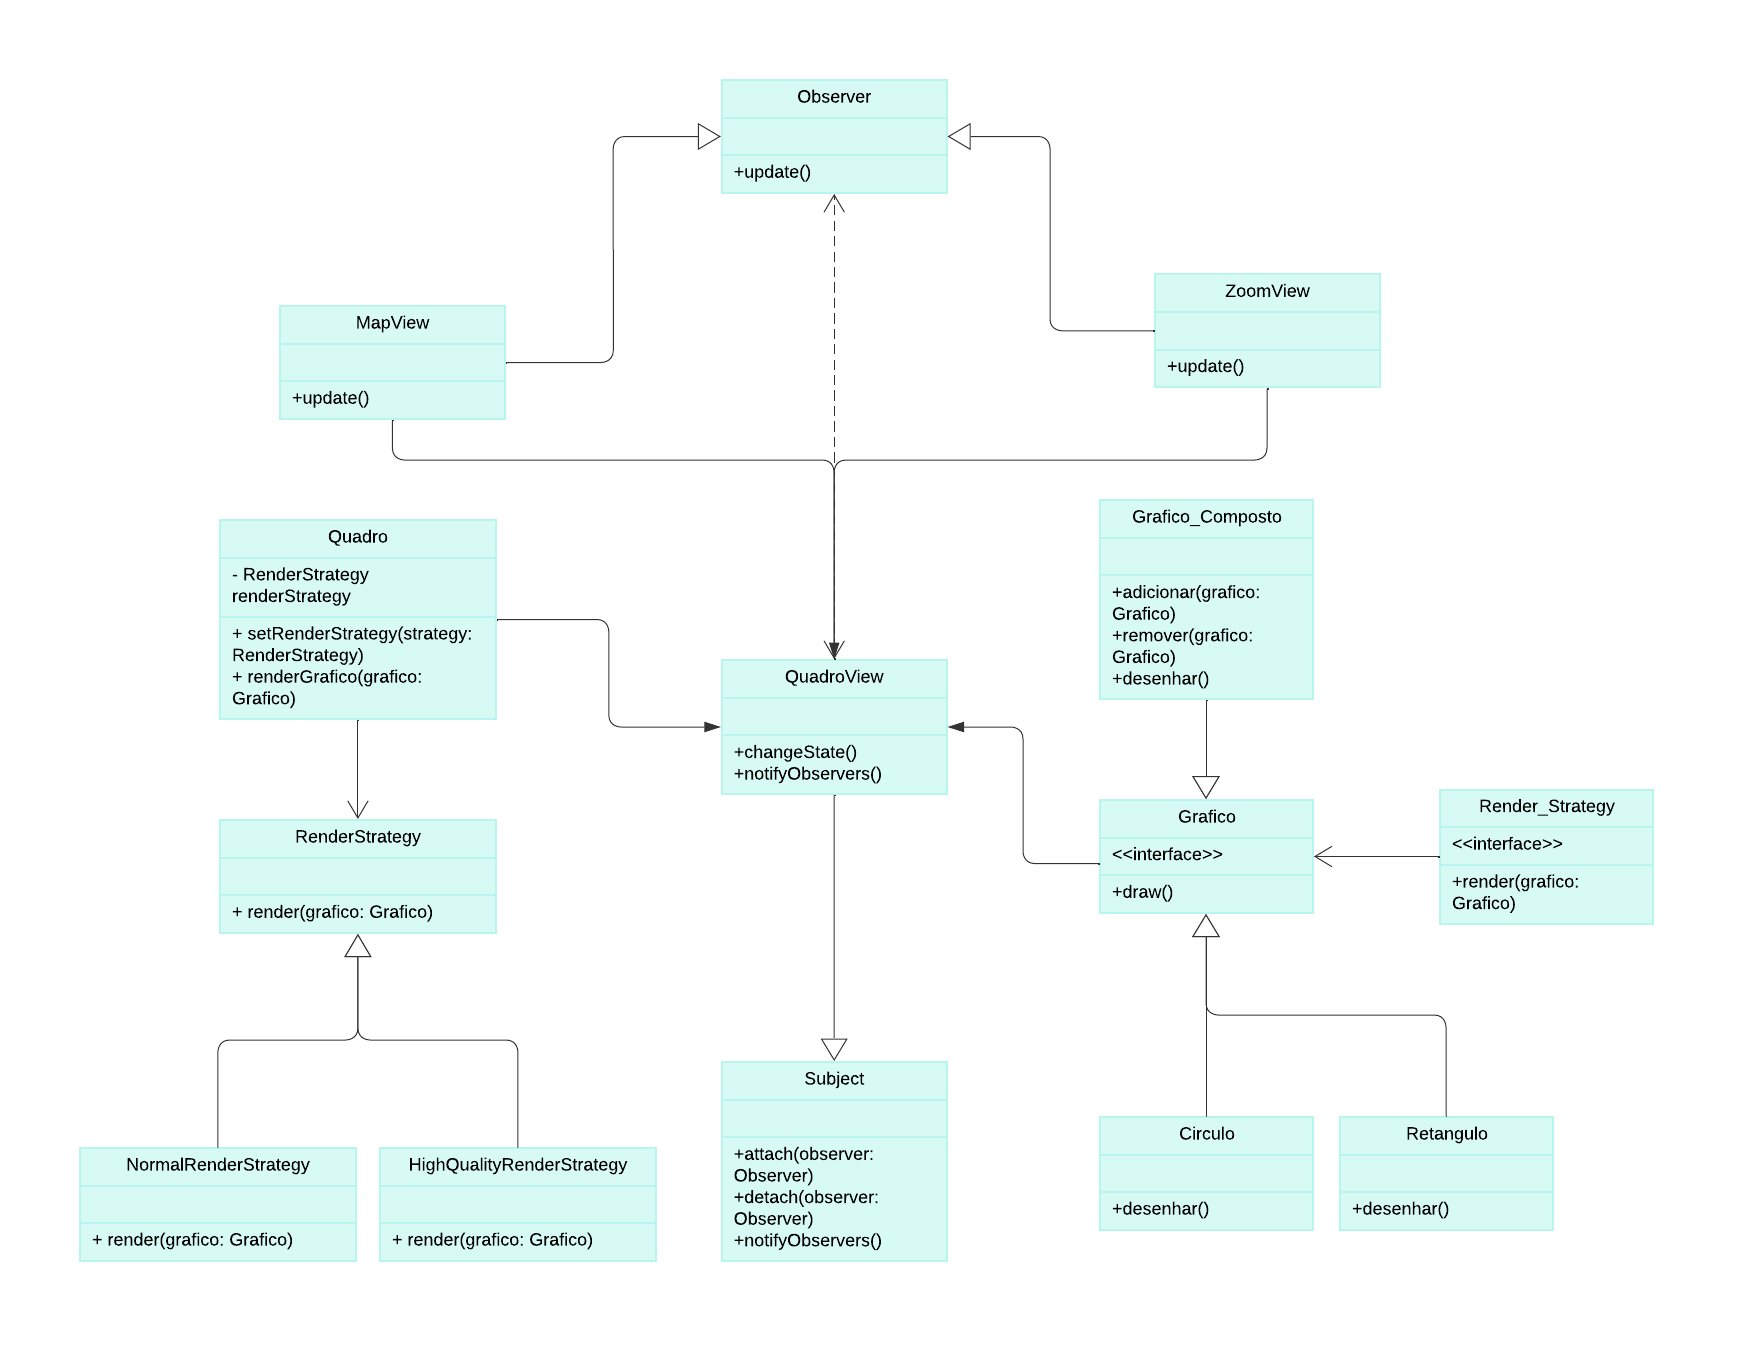 Observer
+update()
MapView
+update()
ZoomView
+update()
Quadro
- RenderStrategy
renderStrategy
+ setRenderStrategy(strategy:
RenderStrategy)
+ renderGrafico(grafico:
Grafico)
QuadroView
+changeState()
+notifyObservers()
Grafico_Composto
+adicionar(grafico:
Grafico)
+remover(grafico:
Grafico)
+desenhar()
RenderStrategy
+ render(grafico: Grafico)
Grafico
<<interface>>
+draw()
Render_Strategy
<<interface>>
+render(grafico:
Grafico)
NormalRenderStrategy
+ render(grafico: Grafico)
HighQualityRenderStrategy
+ render(grafico: Grafico)
Subject
+attach(observer:
Observer)
+detach(observer:
Observer)
+notifyObservers()
Circulo
+desenhar()
Retangulo
+desenhar()